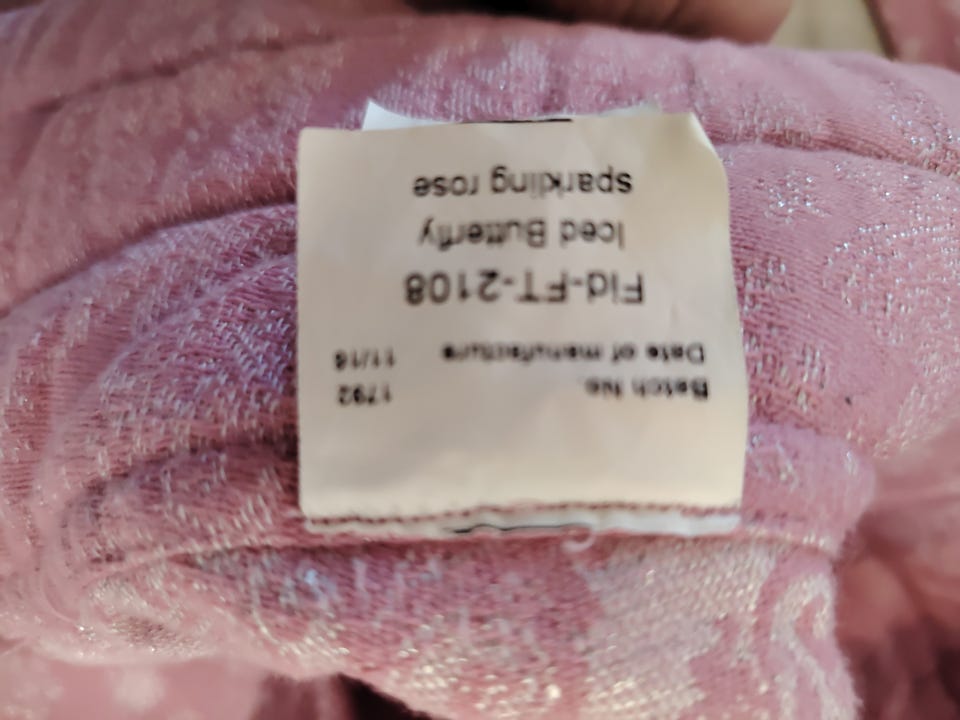 Batch No. 1792
Date of manufacture 11/16
Fid-FT-2108
Iced Butterfly
sparkling rose